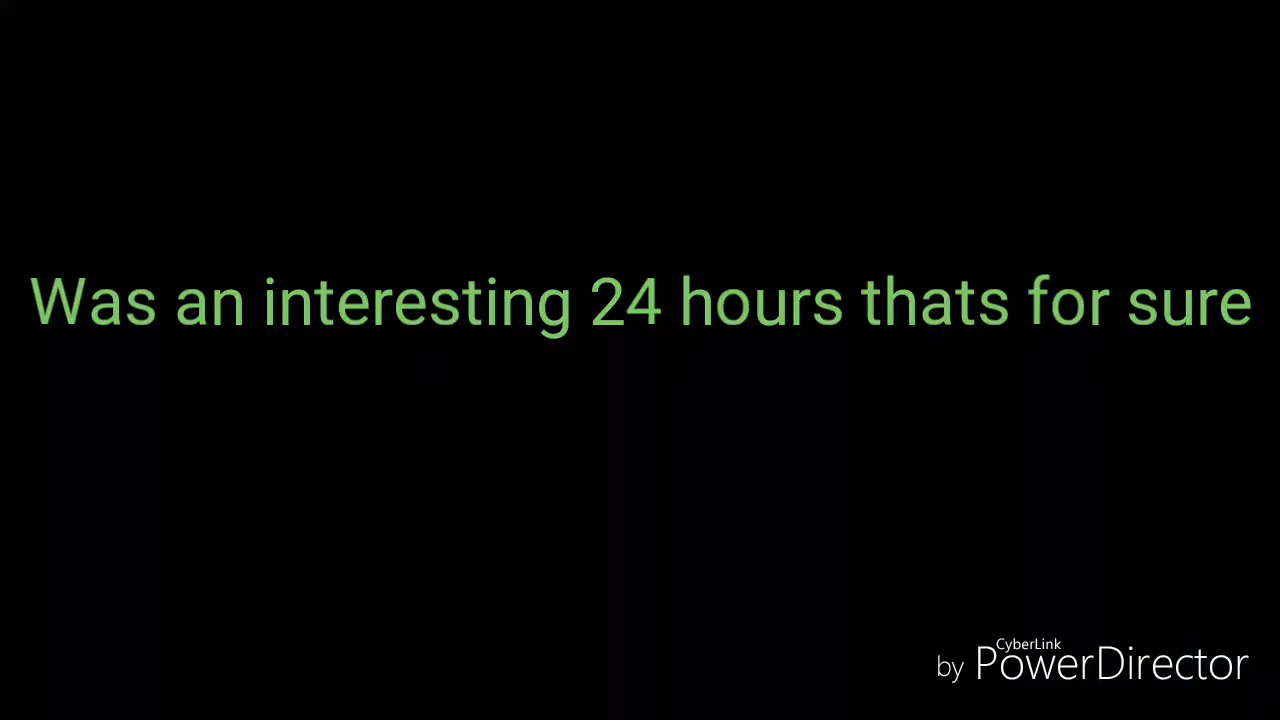 Was an interesting 24 hours thats for sure
CyberLink
by PowerDirector